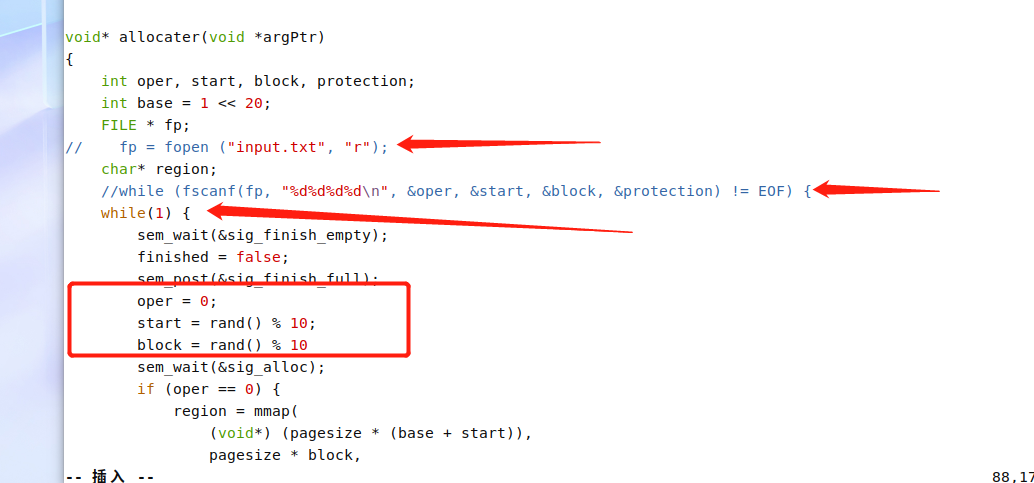 void* allocater(void *argPtr)
{
    int oper, start, block, protection;
    int base = 1 << 20;
    FILE * fp;
//    fp = fopen ("input.txt", "r");
    char* region;
    //while (fscanf(fp, "%d%d%d%d\n", &oper, &start, &block, &protection) != EOF) {
    while(1) {
        sem_wait(&sig_finish_empty);
        finished = false;
        sem_post(&sig_finish_full);
        oper = 0;
        start = rand() % 10;
        block = rand() % 10
        sem_wait(&sig_alloc);
        if (oper == 0) {
            region = mmap(
                (void*) (pagesize * (base + start)),
                pagesize * block,
-- 插入 --
88,17